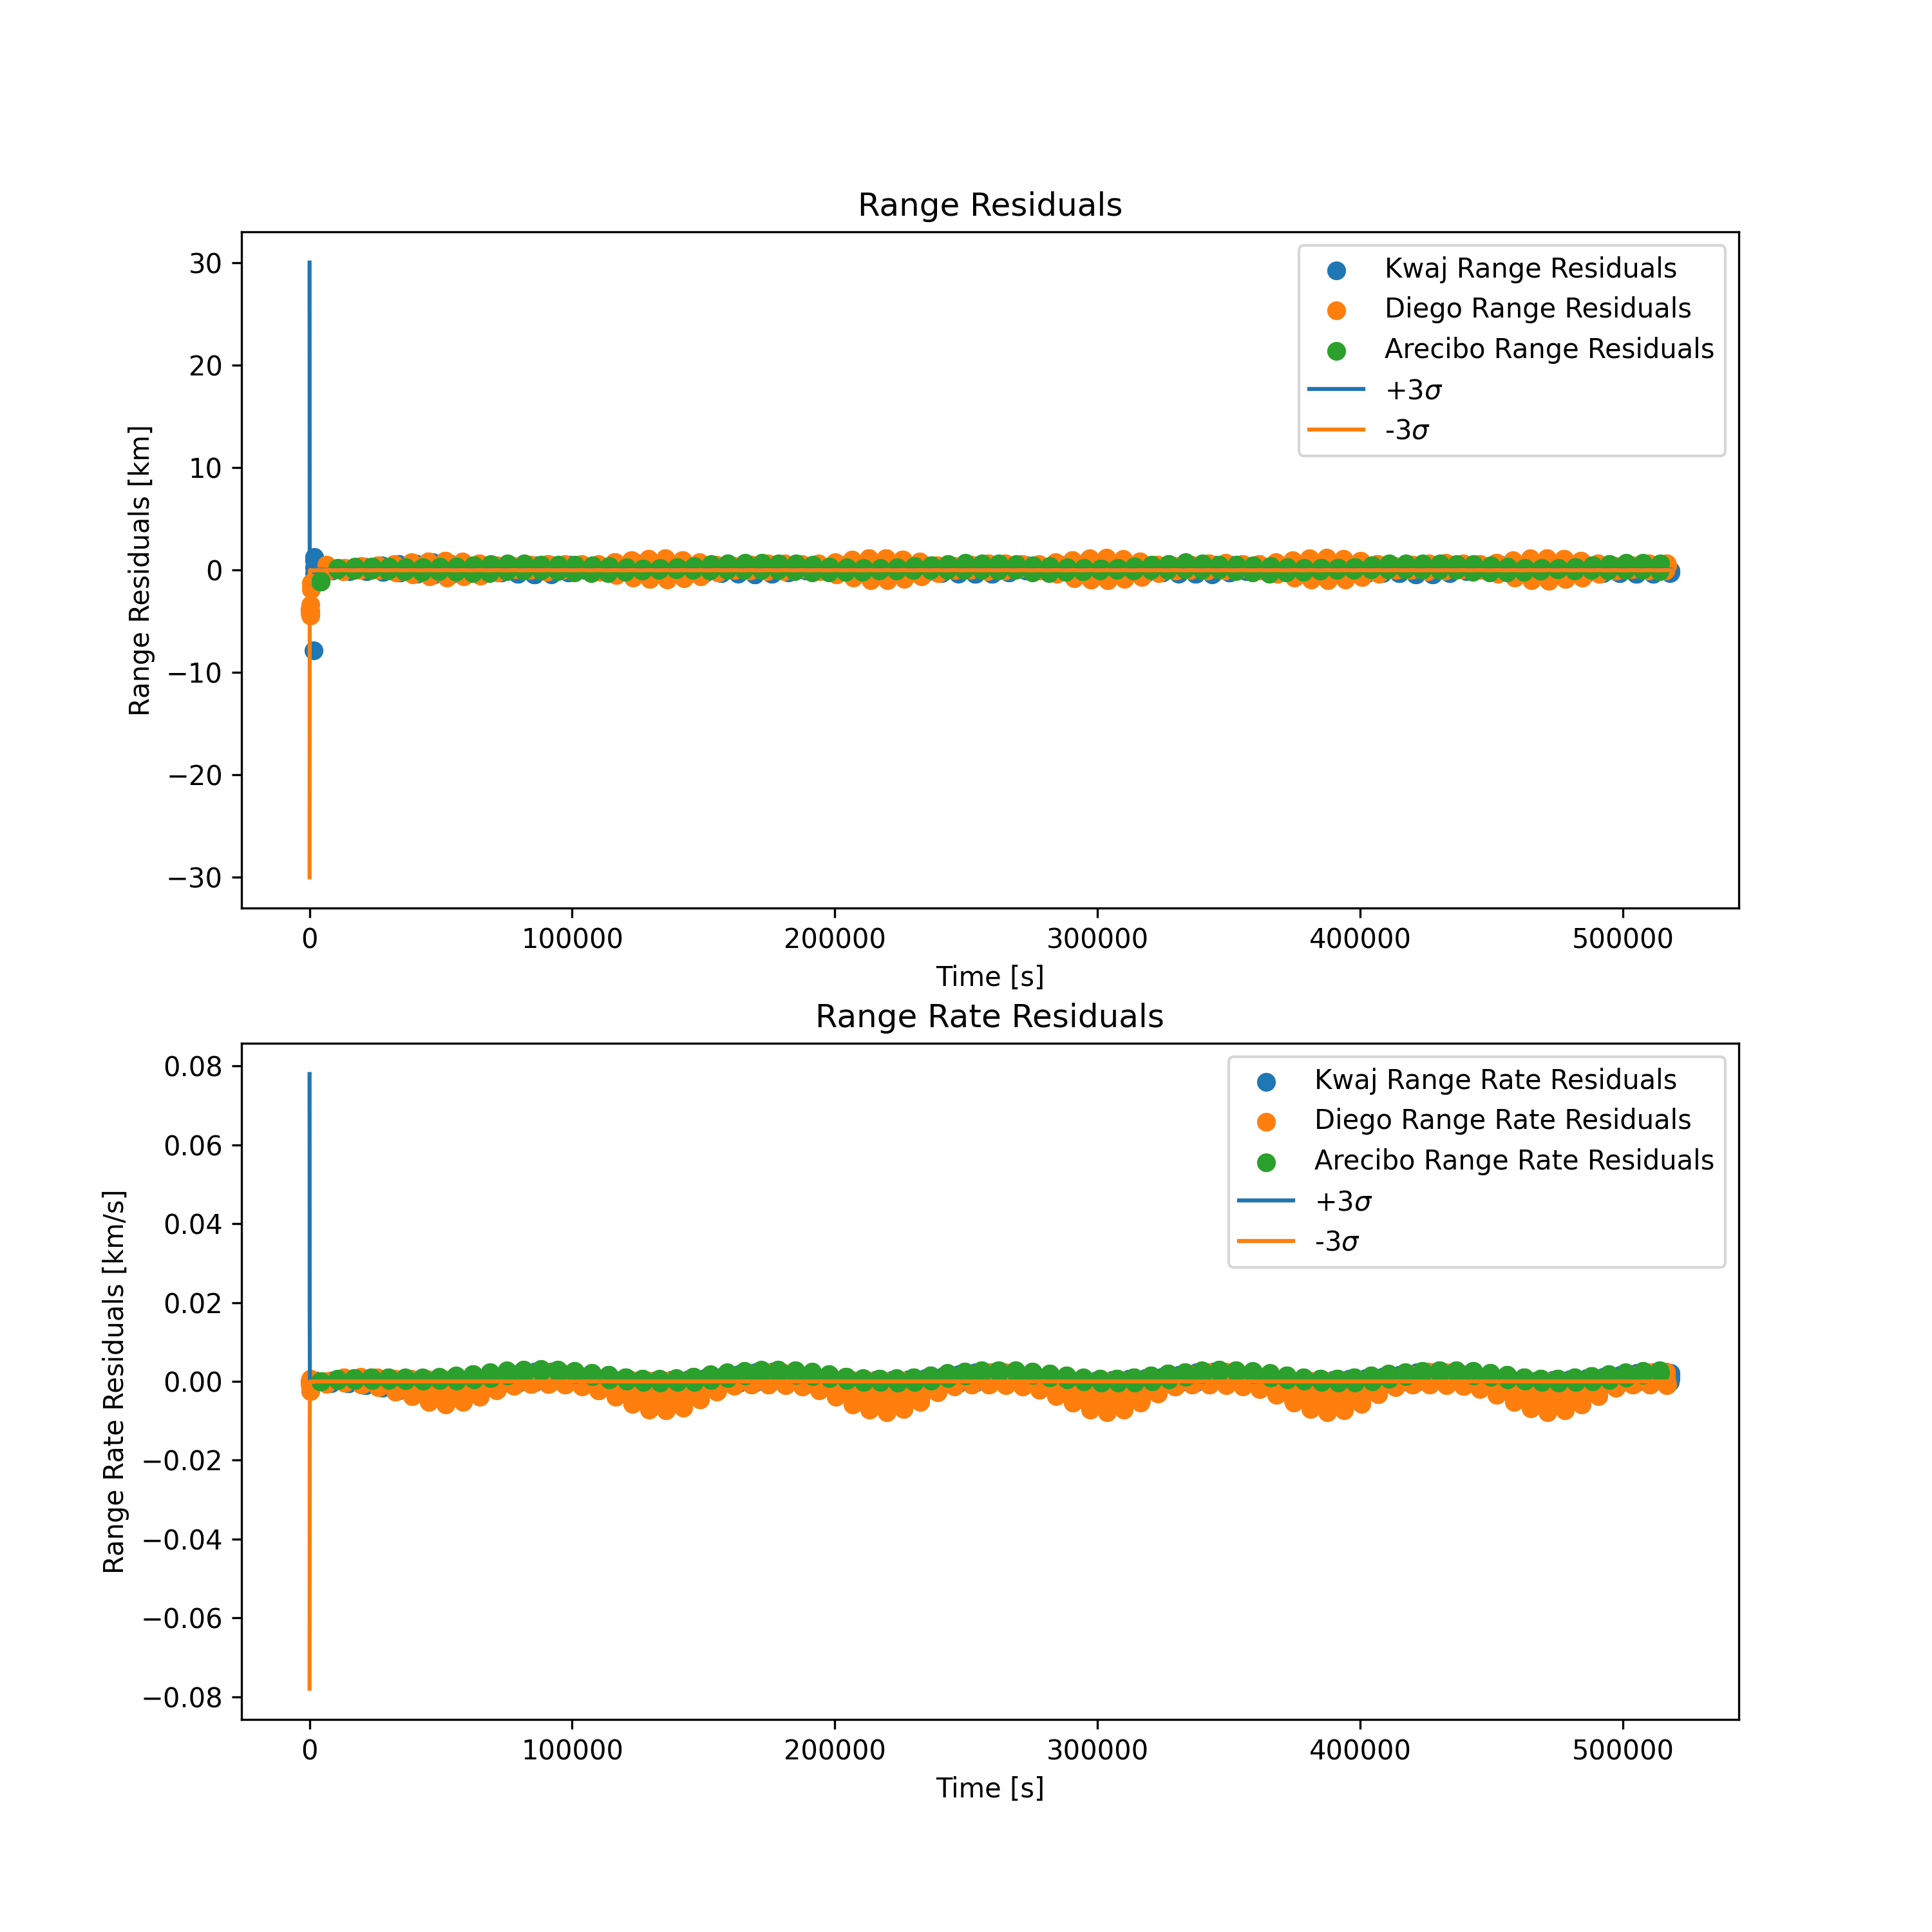 Range Residuals
30
20
10
0
−10
−20
−30
Range Residuals [km]
Kwaj Range Residuals
Diego Range Residuals
Arecibo Range Residuals
+3σ
-3σ
0 100000 200000 300000 400000 500000
Time [s]
Range Rate Residuals
0.08
0.06
0.04
0.02
0.00
−0.02
−0.04
−0.06
−0.08
Range Rate Residuals [km/s]
Kwaj Range Rate Residuals
Diego Range Rate Residuals
Arecibo Range Rate Residuals
+3σ
-3σ
0 100000 200000 300000 400000 500000
Time [s]